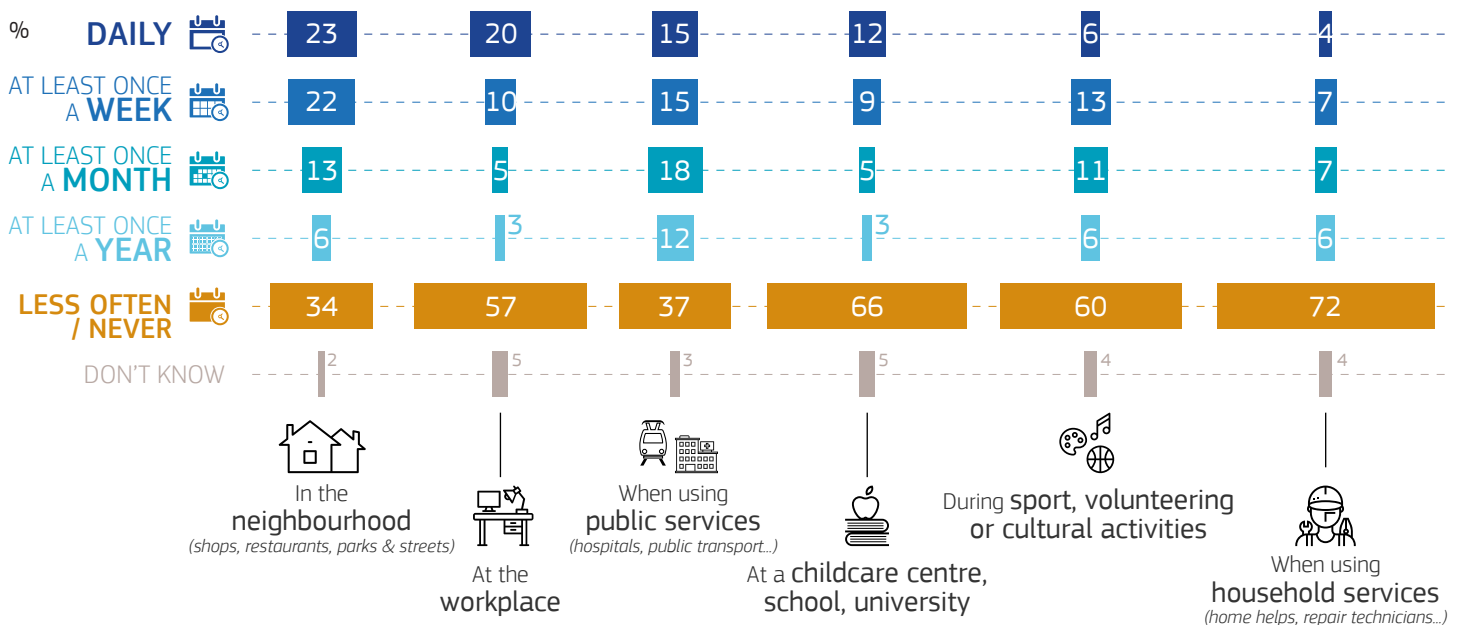 %
DAILY
23 20 15 12 6 4
AT LEAST ONCE
A WEEK
22 10 15 9 13 7
AT LEAST ONCE
A MONTH
13 5 18 5 11 7
AT LEAST ONCE
A YEAR
6 3 12 3 6 6
LESS OFTEN
/ NEVER
34 57 37 66 60 72
DON'T KNOW
2 5 3 5 4 4
In the
neighbourhood
(shops, restaurants, parks & streets)
At the
workplace
When using
public services
(hospitals, public transport...)
At a childcare centre,
school, university
During sport, volunteering
or cultural activities
When using
household services
(home helps, repair technicians...)